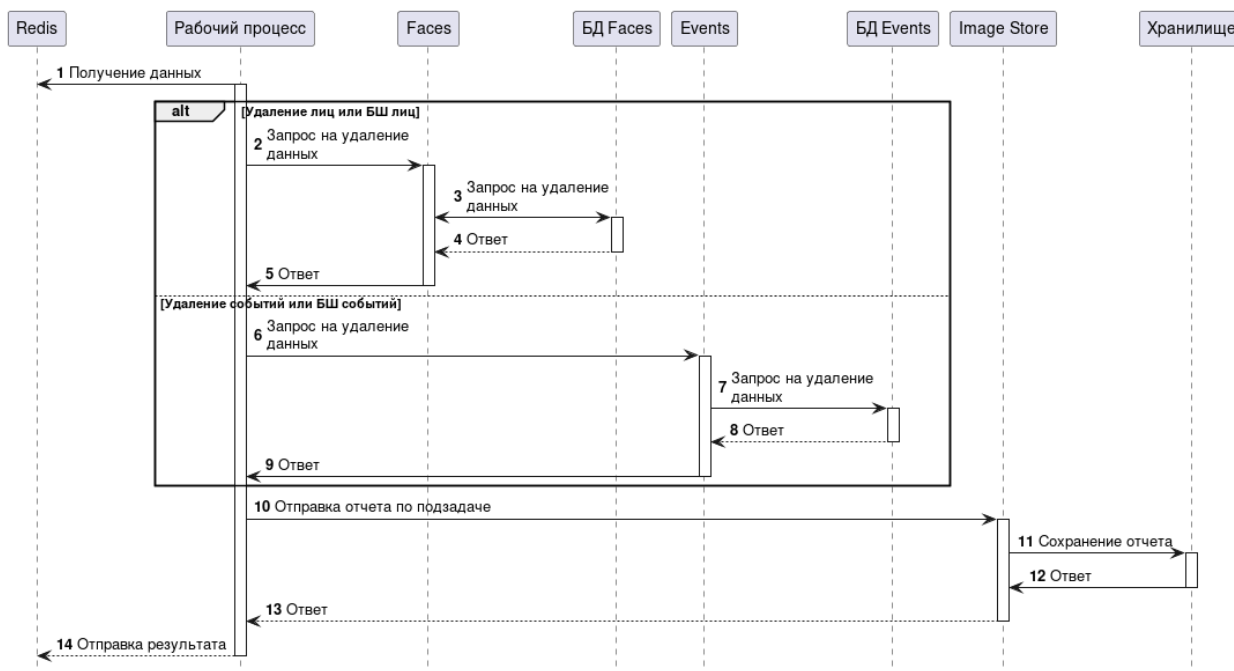 Redis
Рабочий процесс
Faces
БД Faces
Events
БД Events
Image Store
Хранилище
1 Получение данных
alt
[Удаление лиц или БШ лиц]
2 Запрос на удаление
данных
3 Запрос на удаление
данных
4 Ответ
5 Ответ
[Удаление событий или БШ событий]
6 Запрос на удаление
данных
7 Запрос на удаление
данных
8 Ответ
9 Ответ
10 Отправка отчета по подзадаче
11 Сохранение отчета
12 Ответ
13 Ответ
14 Отправка результата